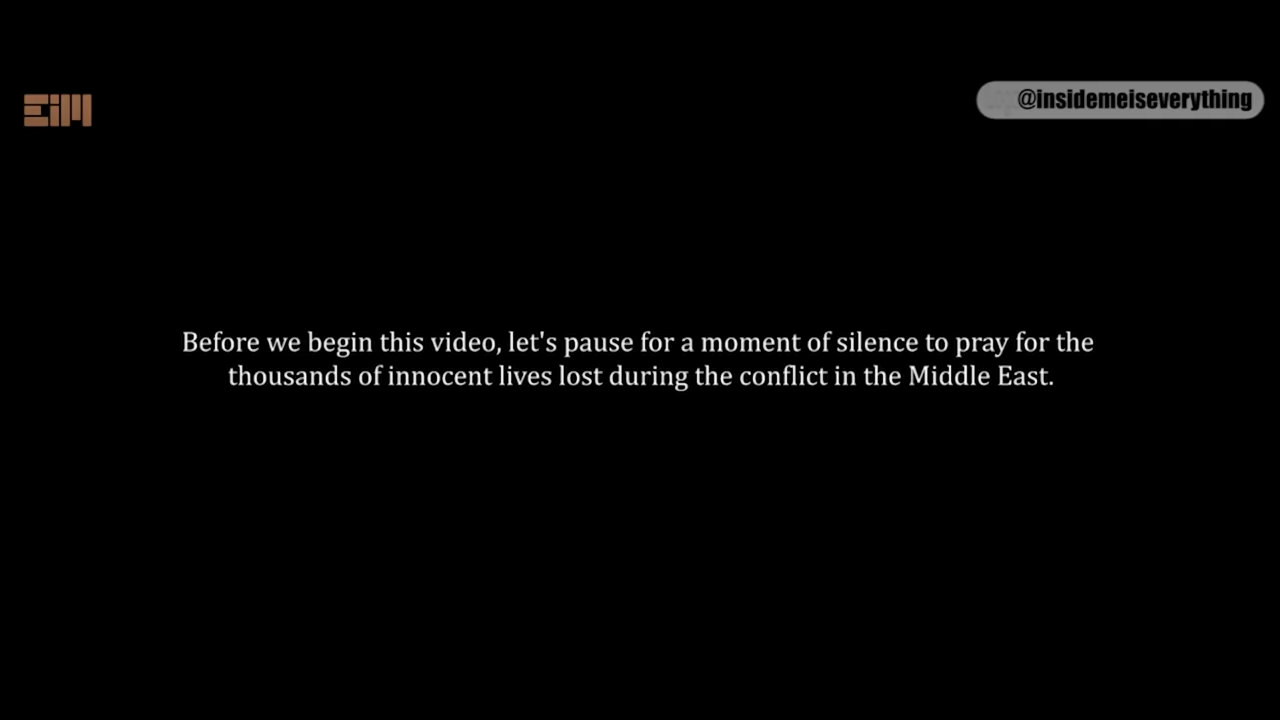 EiM
@insidemeiseverything
Before we begin this video, let's pause for a moment of silence to pray for the
thousands of innocent lives lost during the conflict in the Middle East.